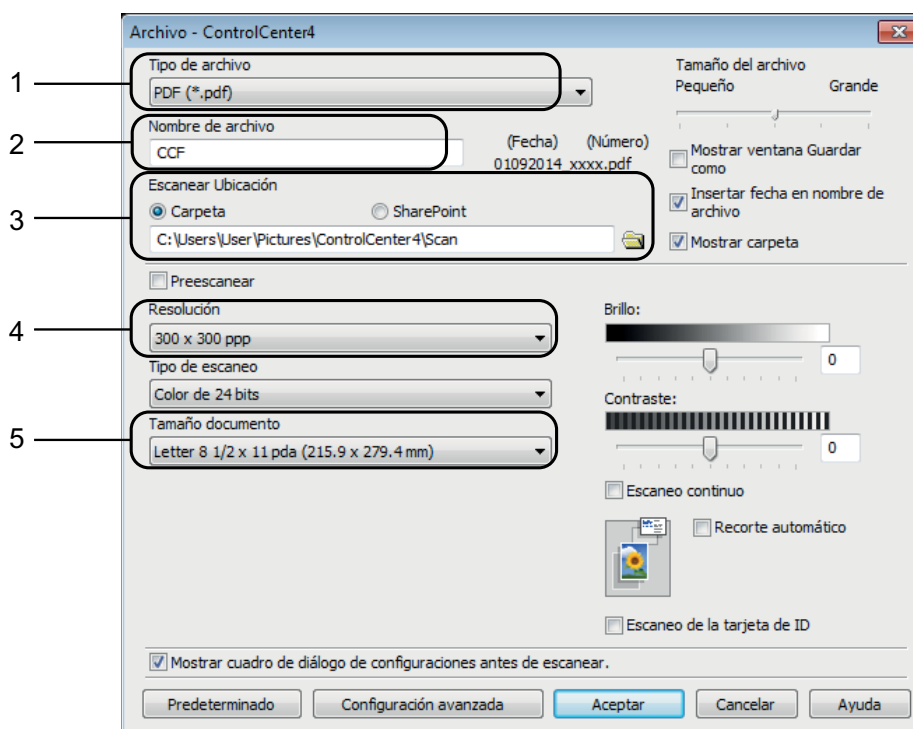 Archivo - ControlCenter4
1
Tipo de archivo
PDF (*.pdf)
Tamaño del archivo
Pequeño Grande
2
Nombre de archivo
CCF
(Fecha) (Número)
01092014 xxxx.pdf
Mostrar ventana Guardar
como
3
Escanear Ubicación
Carpeta SharePoint
C:\Users\User\Pictures\ControlCenter4\Scan
Insertar fecha en nombre de
archivo
Mostrar carpeta
Preescanear
4
Resolución
300 x 300 ppp
Tipo de escaneo
Color de 24 bits
5
Tamaño documento
Letter 8 1/2 x 11 pda (215.9 x 279.4 mm)
Brillo:
0
Contraste:
0
Escaneo continuo
Recorte automático
Escaneo de la tarjeta de ID
Mostrar cuadro de diálogo de configuraciones antes de escanear.
Predeterminado Configuración avanzada Aceptar Cancelar Ayuda